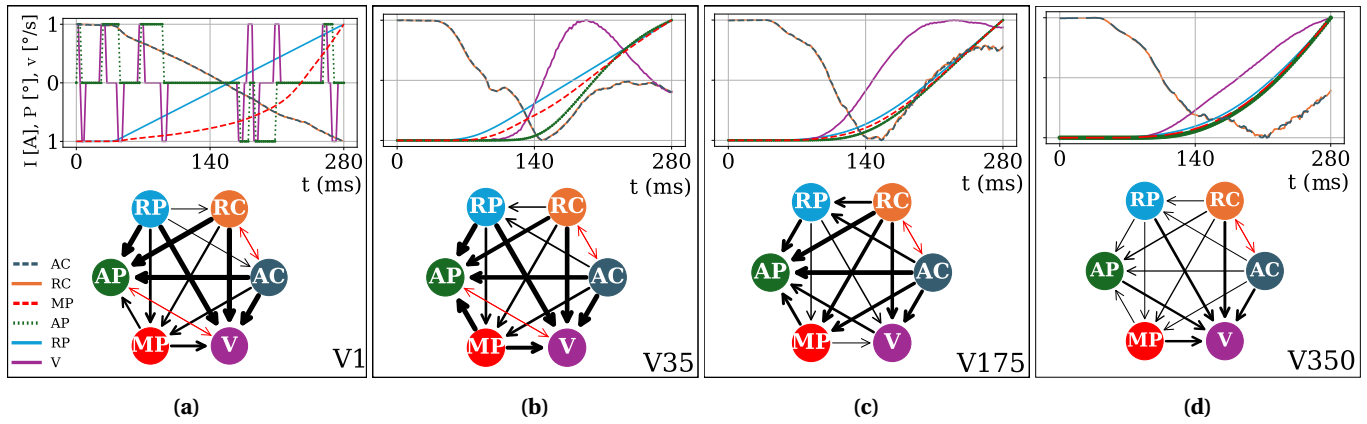 I [A], P [°], v [°/s]
1
0
1
0 140 280
t (ms)
RP RC
AP AC
MP V
AC
RC
MP
AP
RP
V
V1
(a)
0 140 280
t (ms)
RP RC
AP AC
MP V
V35
(b)
0 140 280
t (ms)
RP RC
AP AC
MP V
V175
(c)
0 140 280
t (ms)
RP RC
AP AC
MP V
V350
(d)